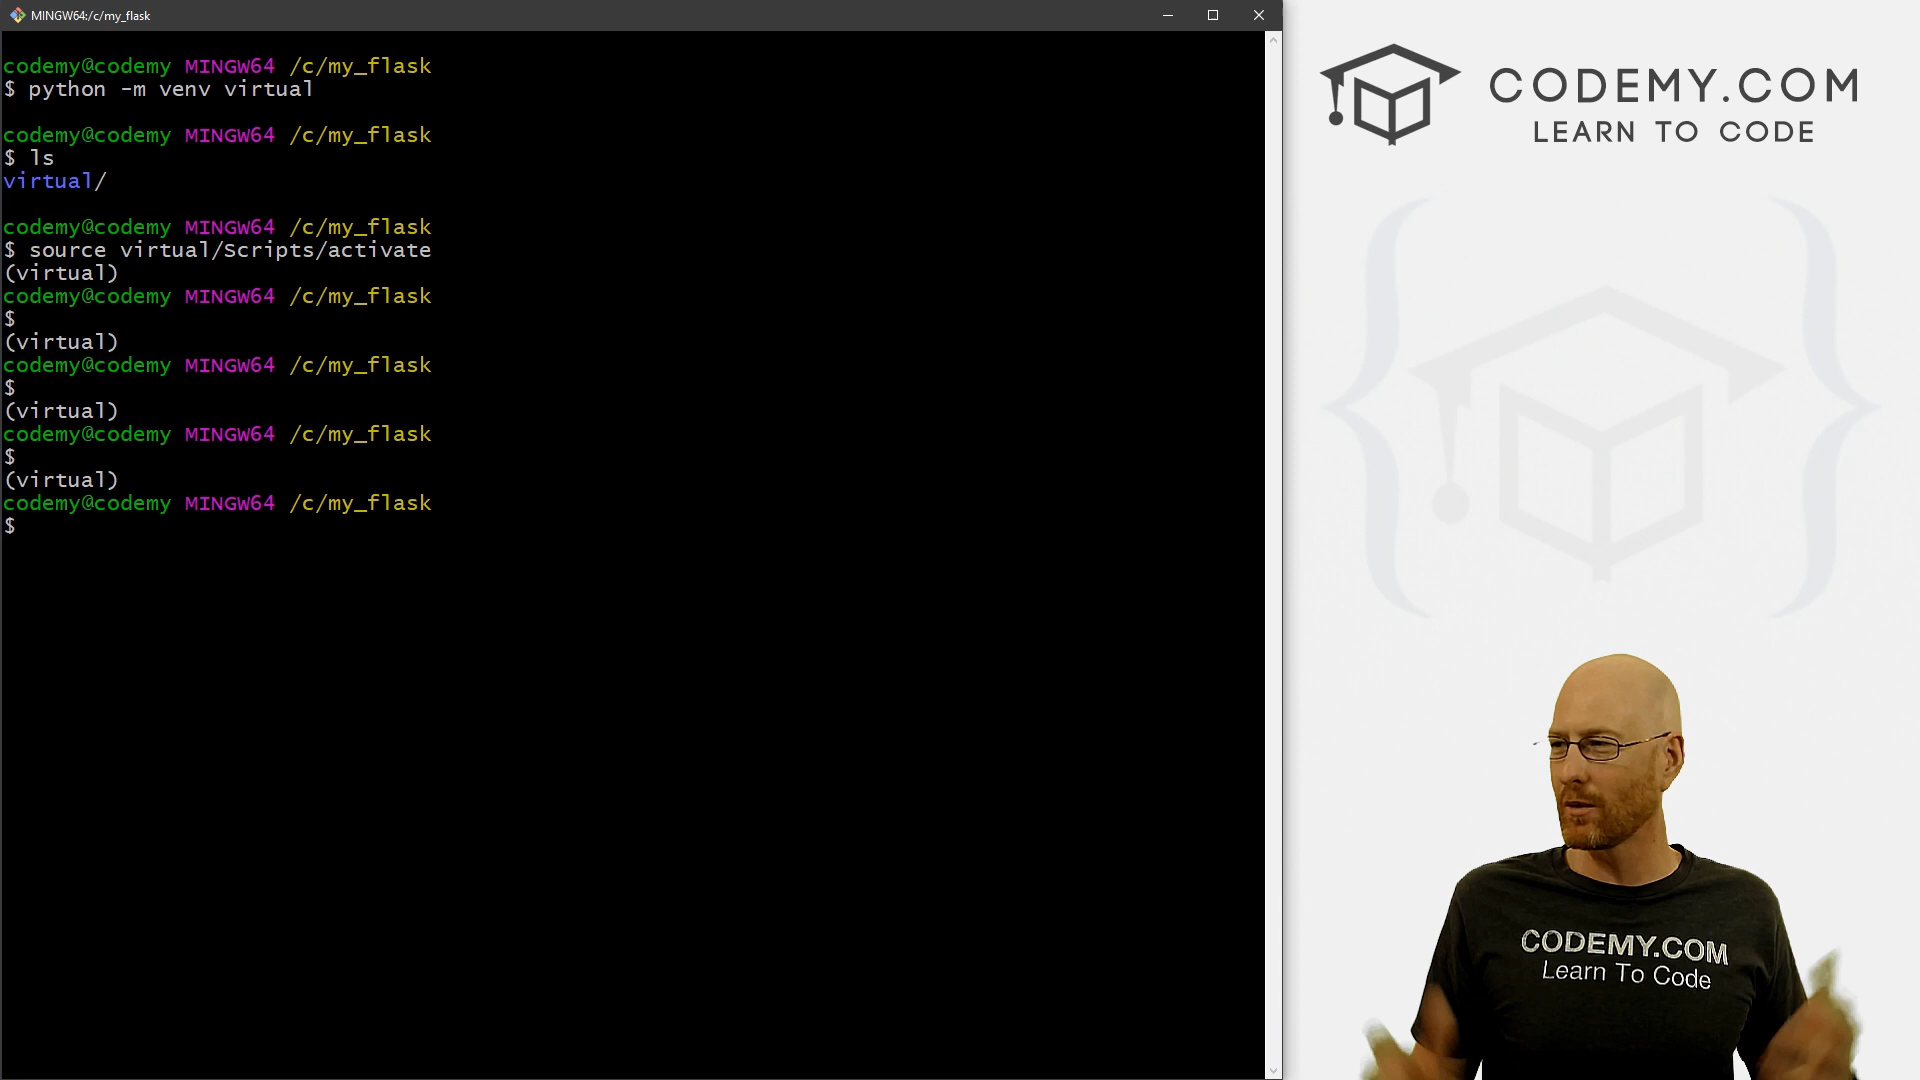 MINGW64:/c/my_flask
codemy@codemy MINGW64 /c/my_flask
$ python -m venv virtual
codemy@codemy MINGW64 /c/my_flask
$ ls
virtual/
codemy@codemy MINGW64 /c/my_flask
$ source virtual/Scripts/activate
(virtual)
codemy@codemy MINGW64 /c/my_flask
$
(virtual)
codemy@codemy MINGW64 /c/my_flask
$
(virtual)
codemy@codemy MINGW64 /c/my_flask
$
(virtual)
codemy@codemy MINGW64 /c/my_flask
$
CODEMY.COM
LEARN TO CODE
CODEMY.COM
Learn To Code